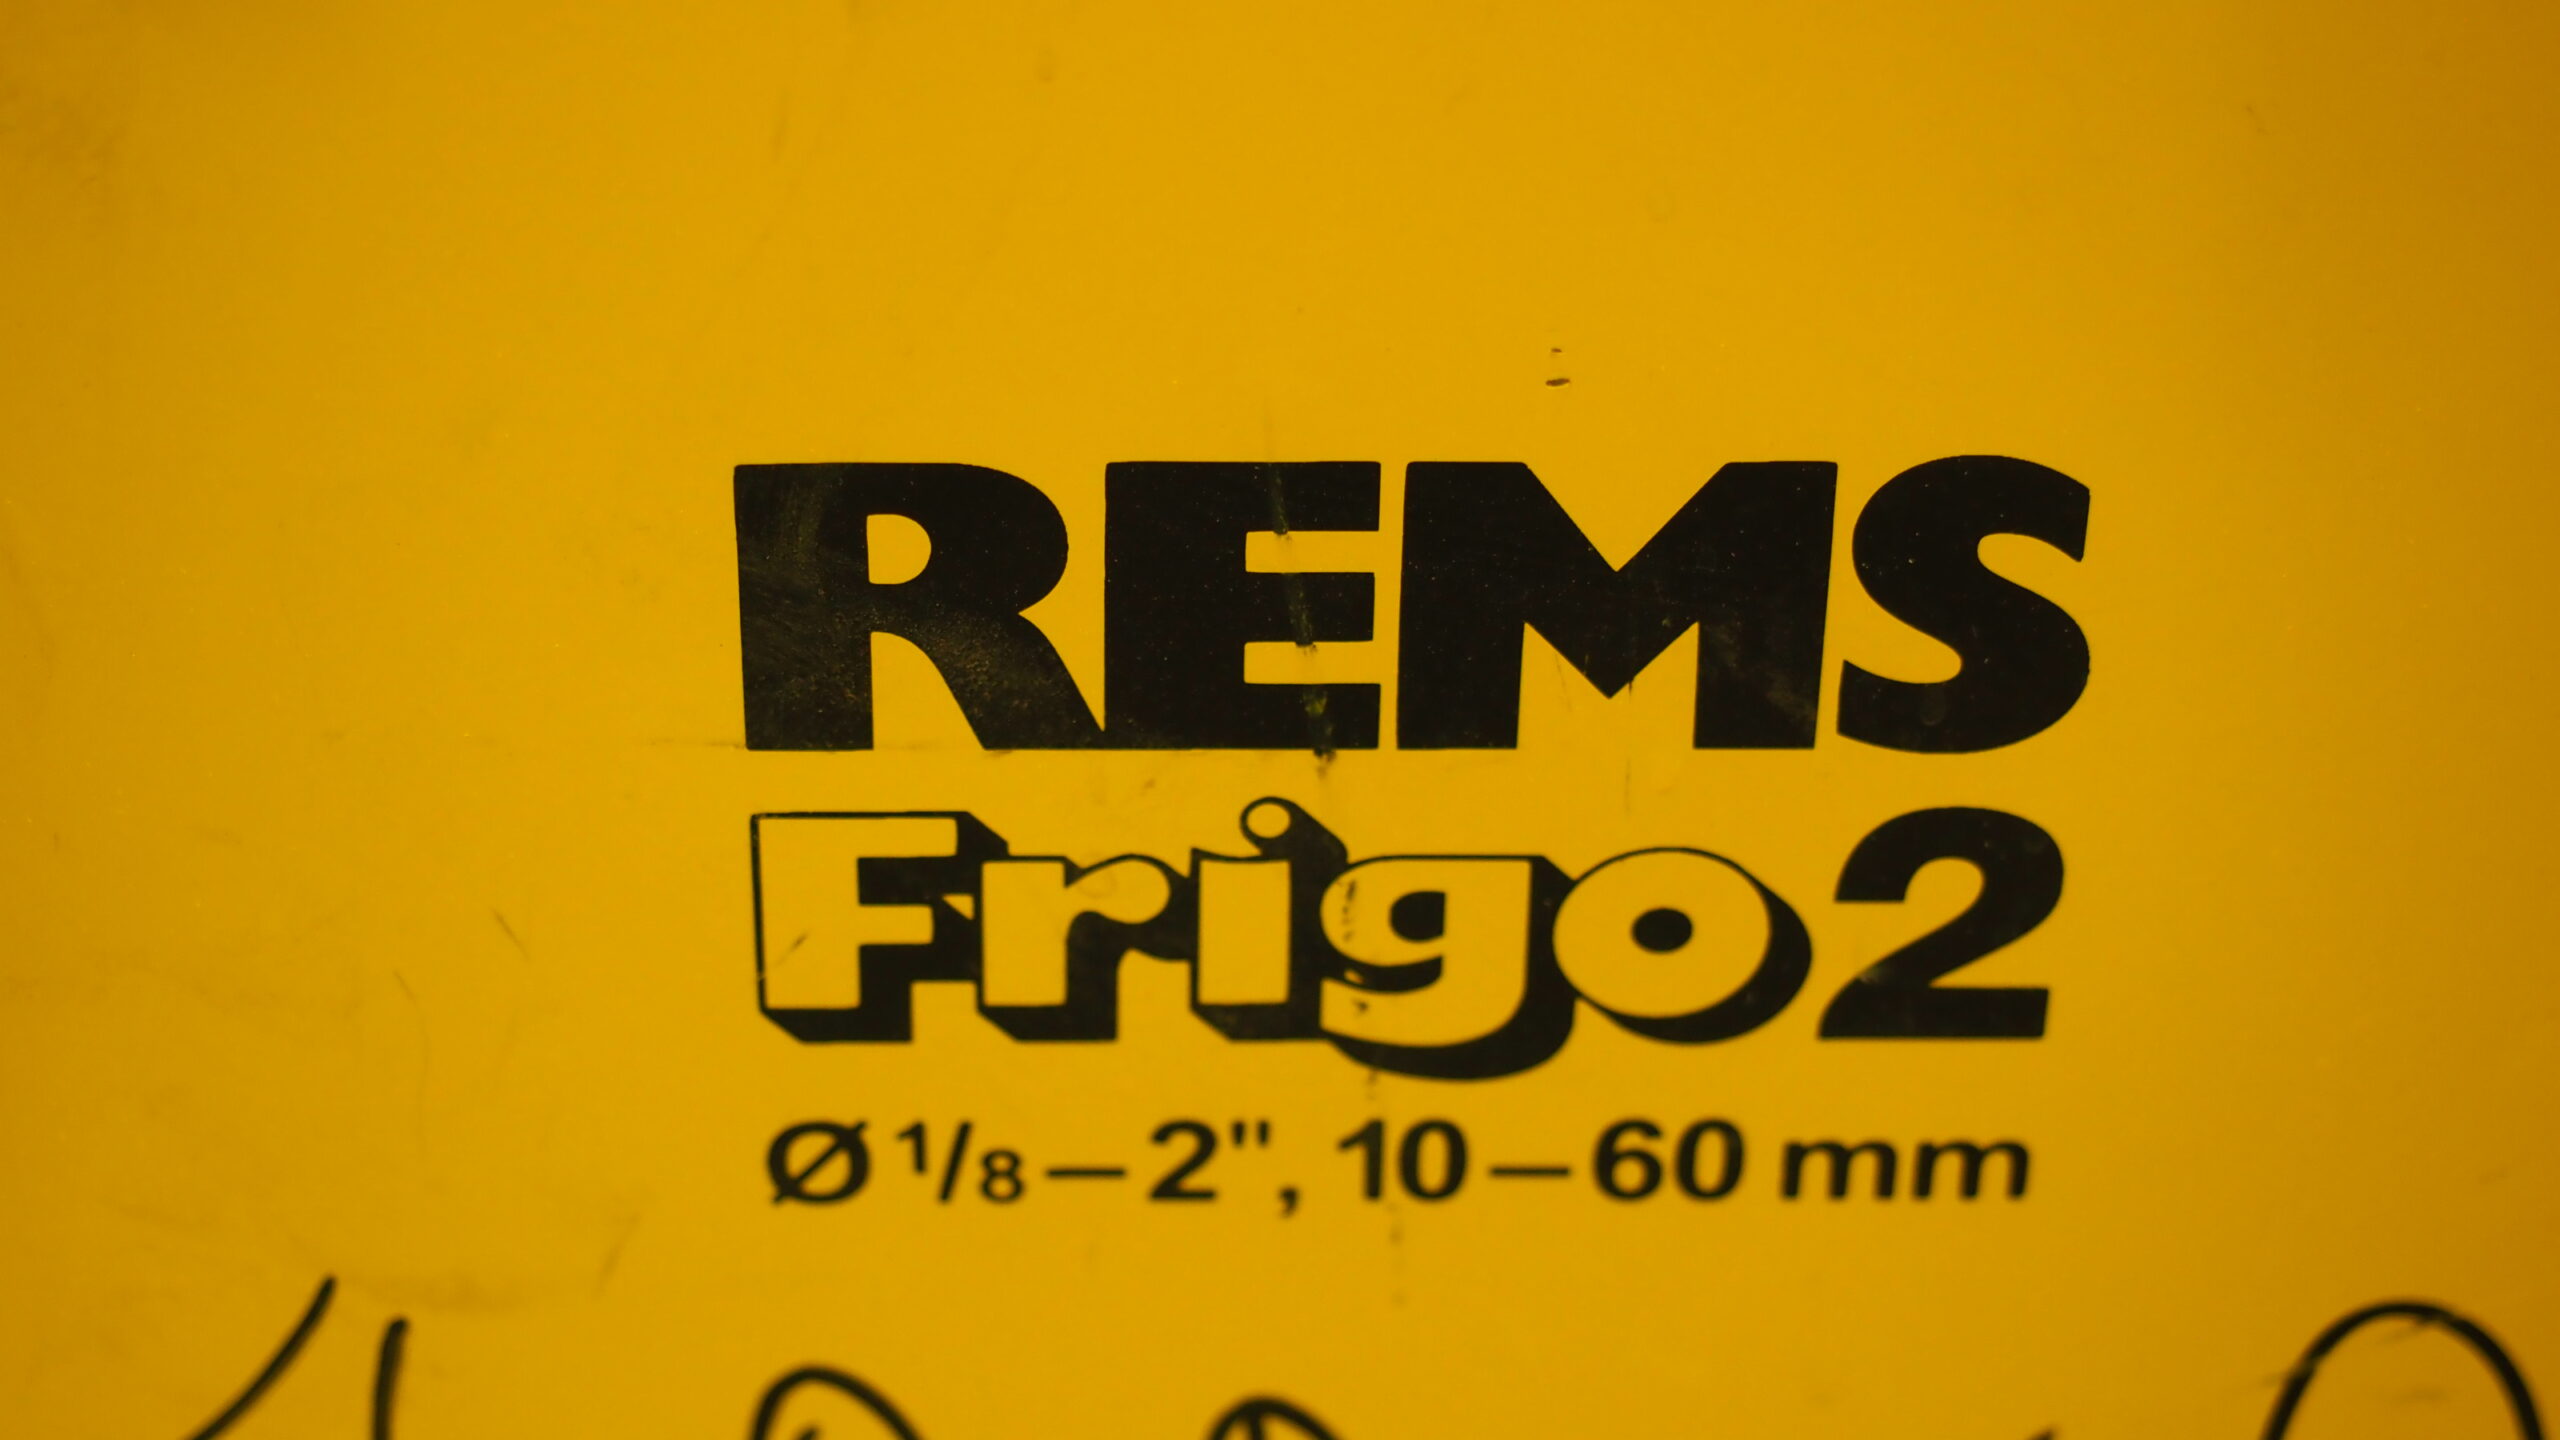 REMS
Frigo2
Ø 1/8 – 2", 10 – 60 mm